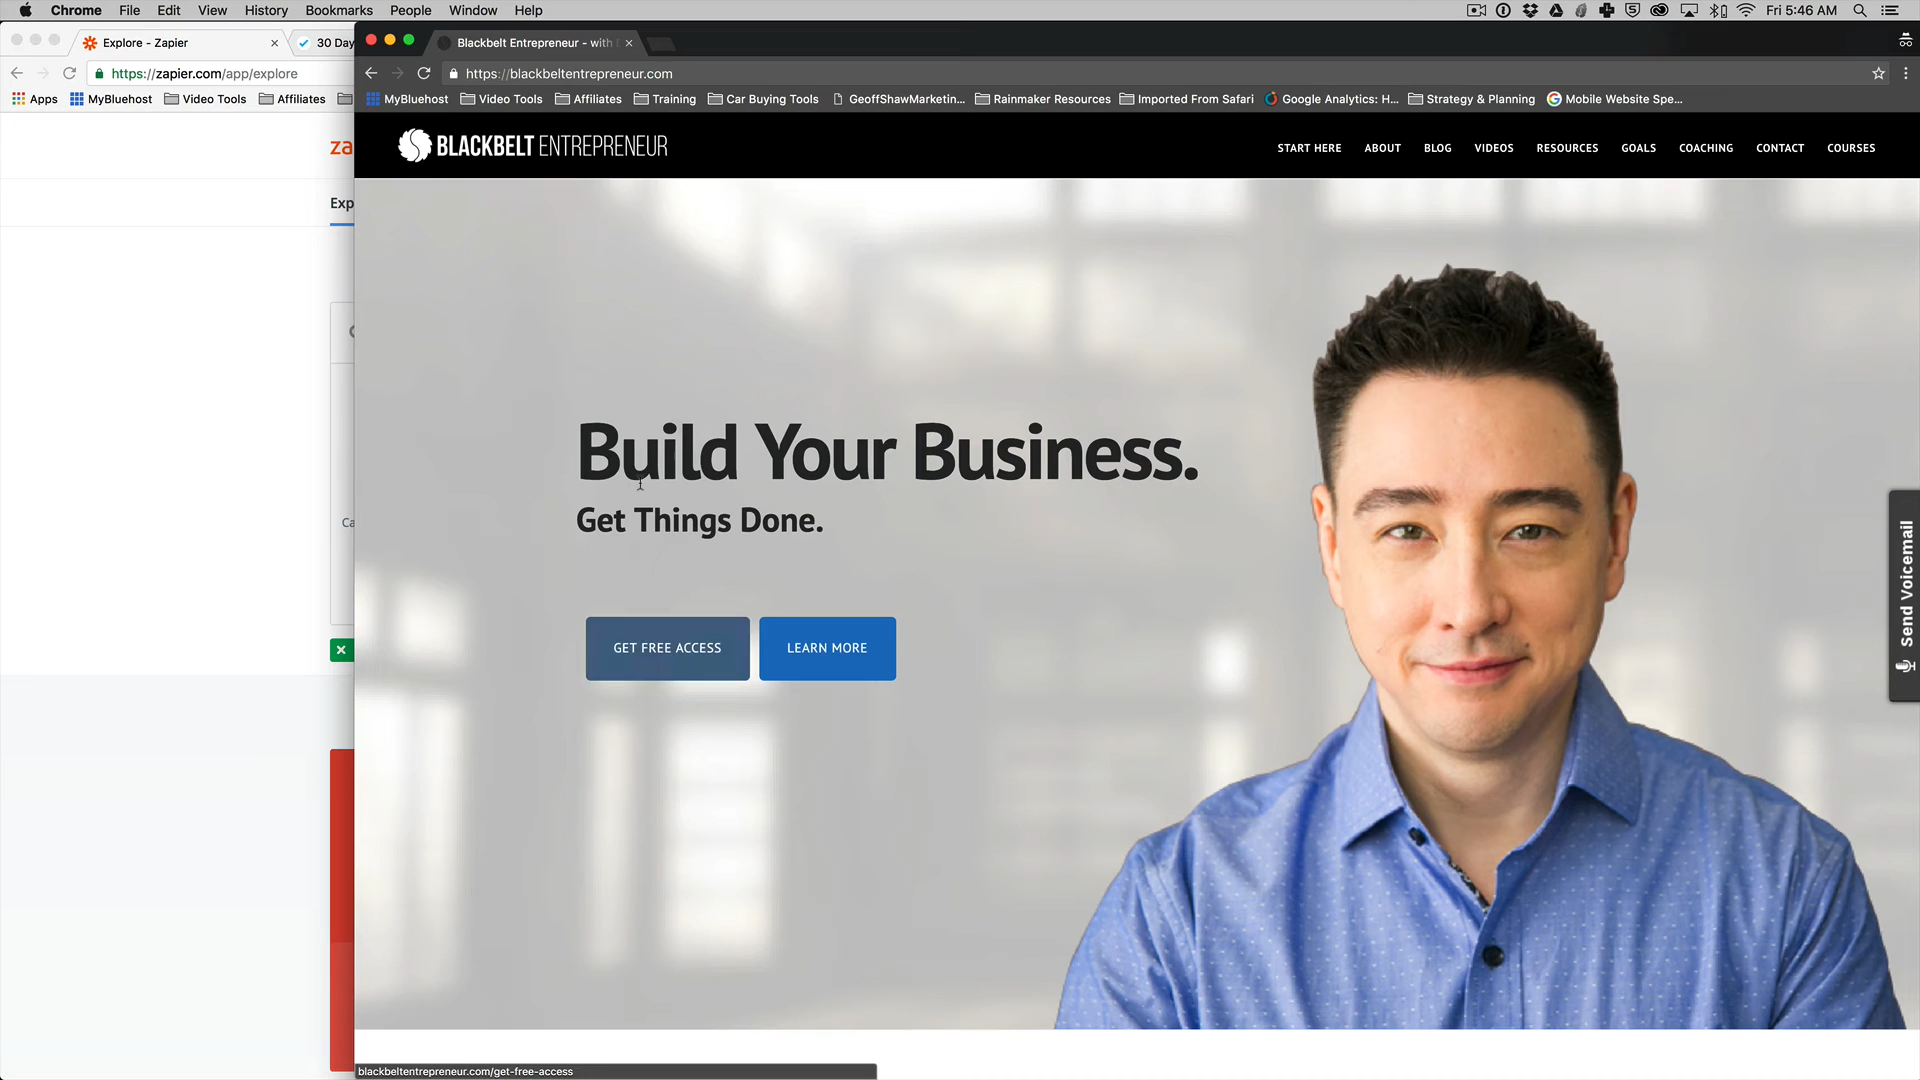 Chrome File Edit View History Bookmarks People Window Help
Fri 5:46 AM
Explore - Zapier
30 Day
Blackbelt Entrepreneur - with
https://zapier.com/app/explore
https://blackbeltentrepreneur.com
Apps MyBluehost Video Tools Affiliates
MyBluehost Video Tools Affiliates Training Car Buying Tools GeoffShawMarketin... Rainmaker Resources Imported From Safari Google Analytics: H... Strategy & Planning Mobile Website Spe...
za
BLACKBELT ENTREPRENEUR
START HERE ABOUT BLOG VIDEOS RESOURCES GOALS COACHING CONTACT COURSES
Exp
Build Your Business.
Get Things Done.
Ca
GET FREE ACCESS LEARN MORE
Send Voicemail
blackbeltentrepreneur.com/get-free-access